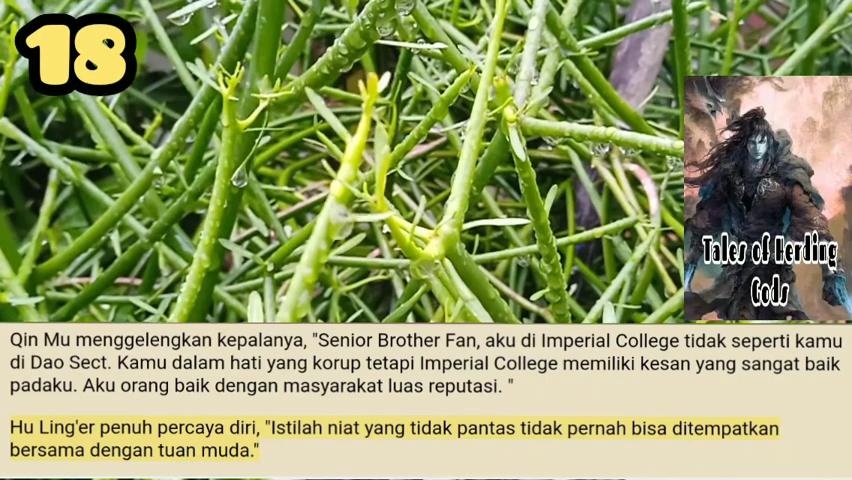 18
Tales of Herding
Gods
Qin Mu menggelengkan kepalanya, "Senior Brother Fan, aku di Imperial College tidak seperti kamu
di Dao Sect. Kamu dalam hati yang korup tetapi Imperial College memiliki kesan yang sangat baik
padaku. Aku orang baik dengan masyarakat luas reputasi. "
Hu Ling'er penuh percaya diri, "Istilah niat yang tidak pantas tidak pernah bisa ditempatkan
bersama dengan tuan muda."